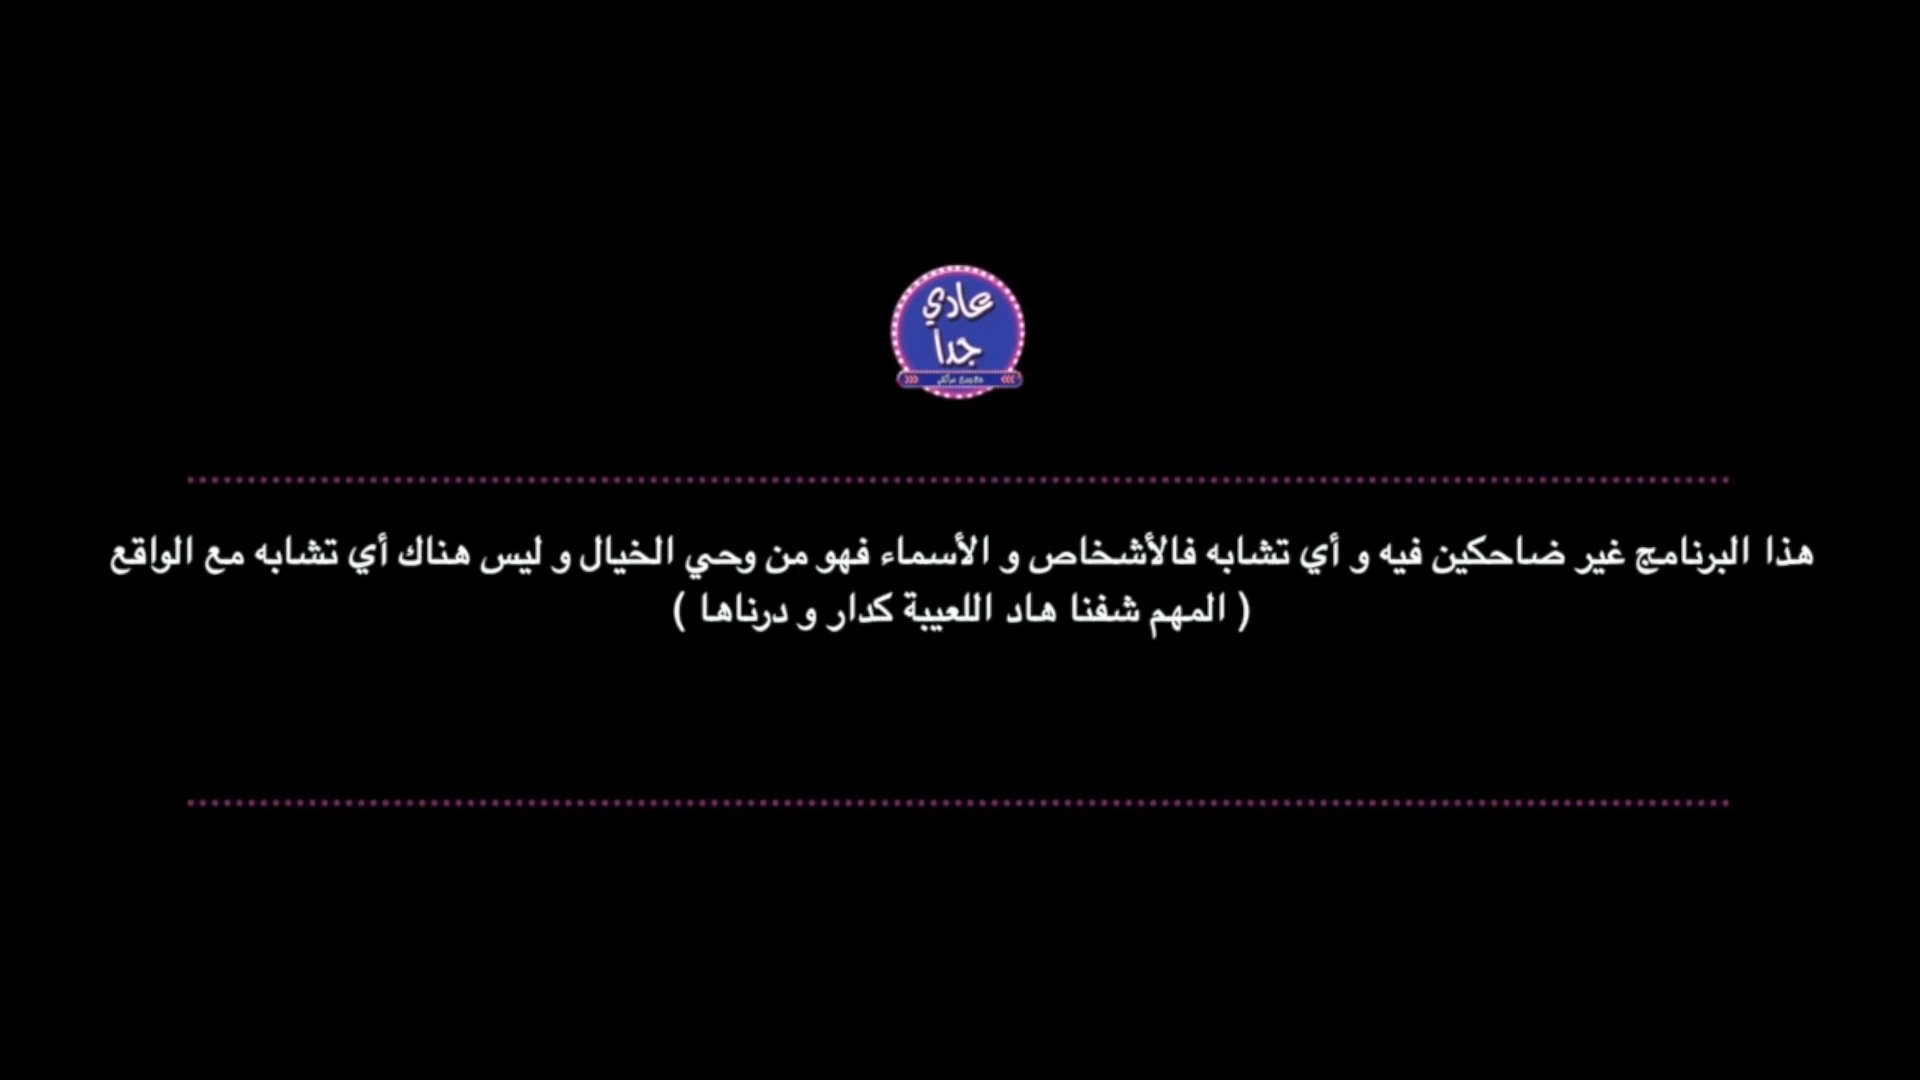 عادي
جدا
هذا البرنامج غير ضاحكين فيه و أي تشابه فالأشخاص و الأسماء فهو من وحي الخيال و ليس هناك أي تشابه مع الواقع
( المهم شفنا هاد اللعيبة كدار و درناها )